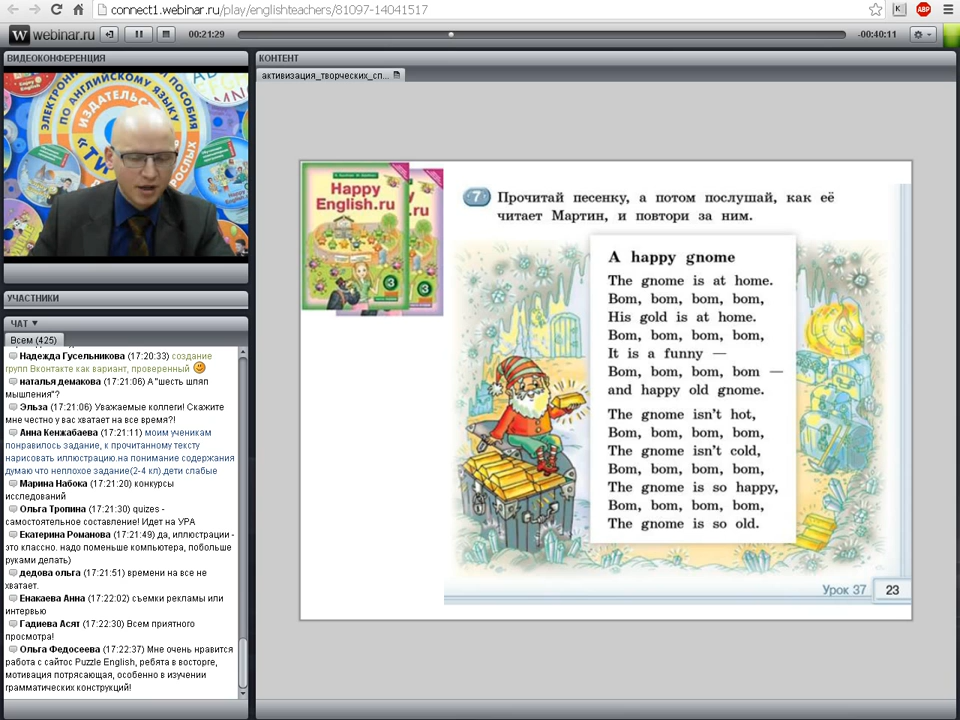 connect1.webinar.ru/play/englishteachers/81097-14041517
webinar.ru
00:21:29
-00:40:11
ВИДЕОКОНФЕРЕНЦИЯ
ЭЛЕКТРОННЫЕ
ПОСОБИЯ
ПО АНГЛИЙСКОМУ ЯЗЫКУ
ИЗДАТЕЛЬСТВО
УЧАСТНИКИ
ЧАТ
Всем (425)
Надежда Гусельникова (17:20:33) создание
групп Вконтакте как вариант, проверенный
наталья демакова (17:21:06) А "шесть шляп
мышления"?
Эльза (17:21:06) Уважаемые коллеги! Скажите
мне честно у вас хватает на все время?!
Анна Кенжабаева (17:21:11) моим ученикам
понравилось задание, к прочитанному тексту
нарисовать иллюстрацию.на понимание содержания
думаю что неплохое задание(2-4 кл).дети слабые
Марина Набока (17:21:20) конкурсы
исследований
Ольга Тропина (17:21:30) quizes -
самостоятельное составление! Идет на УРА
Екатерина Романова (17:21:49) да, иллюстрации -
это классно. надо поменьше компьютера, побольше
руками делать)
дедова ольга (17:21:51) времени на все не
хватает.
Енакаева Анна (17:22:02) съемки рекламы или
интервью
Гадиева Асят (17:22:30) Всем приятного
просмотра!
Ольга Федосеева (17:22:37) Мне очень нравится
работа с сайтос Puzzle English, ребята в восторге,
мотивация потрясающая, особенно в изучении
грамматических конструкций!
КОНТЕНТ
активизация_творческих_сп...
Happy
English.ru
3
.ru
3
7
Прочитай песенку, а потом послушай, как её
читает Мартин, и повтори за ним.
A happy gnome
The gnome is at home.
Bom, bom, bom, bom,
His gold is at home.
Bom, bom, bom, bom,
It is a funny —
Bom, bom, bom, bom —
and happy old gnome.
The gnome isn't hot,
Bom, bom, bom, bom,
The gnome isn't cold,
Bom, bom, bom, bom,
The gnome is so happy,
Bom, bom, bom, bom,
The gnome is so old.
Урок 37
23